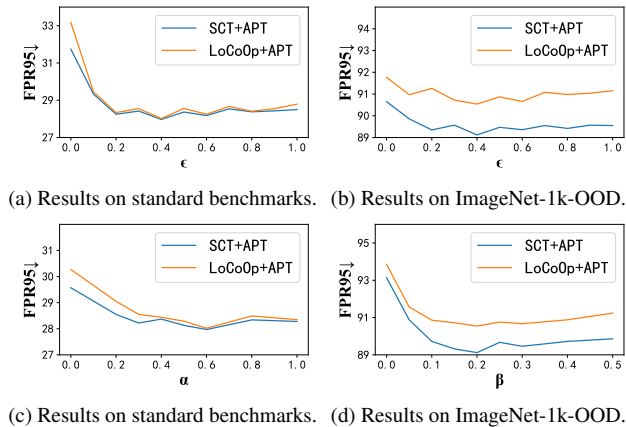 33
31
29
27
FPR95↓
SCT+APT
LoCoOp+APT
0.0 0.2 0.4 0.6 0.8 1.0
ϵ
94
93
92
91
90
89
FPR95↓
SCT+APT
LoCoOp+APT
0.0 0.2 0.4 0.6 0.8 1.0
ϵ
(a) Results on standard benchmarks. (b) Results on ImageNet-1k-OOD.
31
30
29
28
27
FPR95↓
SCT+APT
LoCoOp+APT
0.0 0.2 0.4 0.6 0.8 1.0
α
95
93
91
89
FPR95↓
SCT+APT
LoCoOp+APT
0.0 0.1 0.2 0.3 0.4 0.5
β
(c) Results on standard benchmarks. (d) Results on ImageNet-1k-OOD.